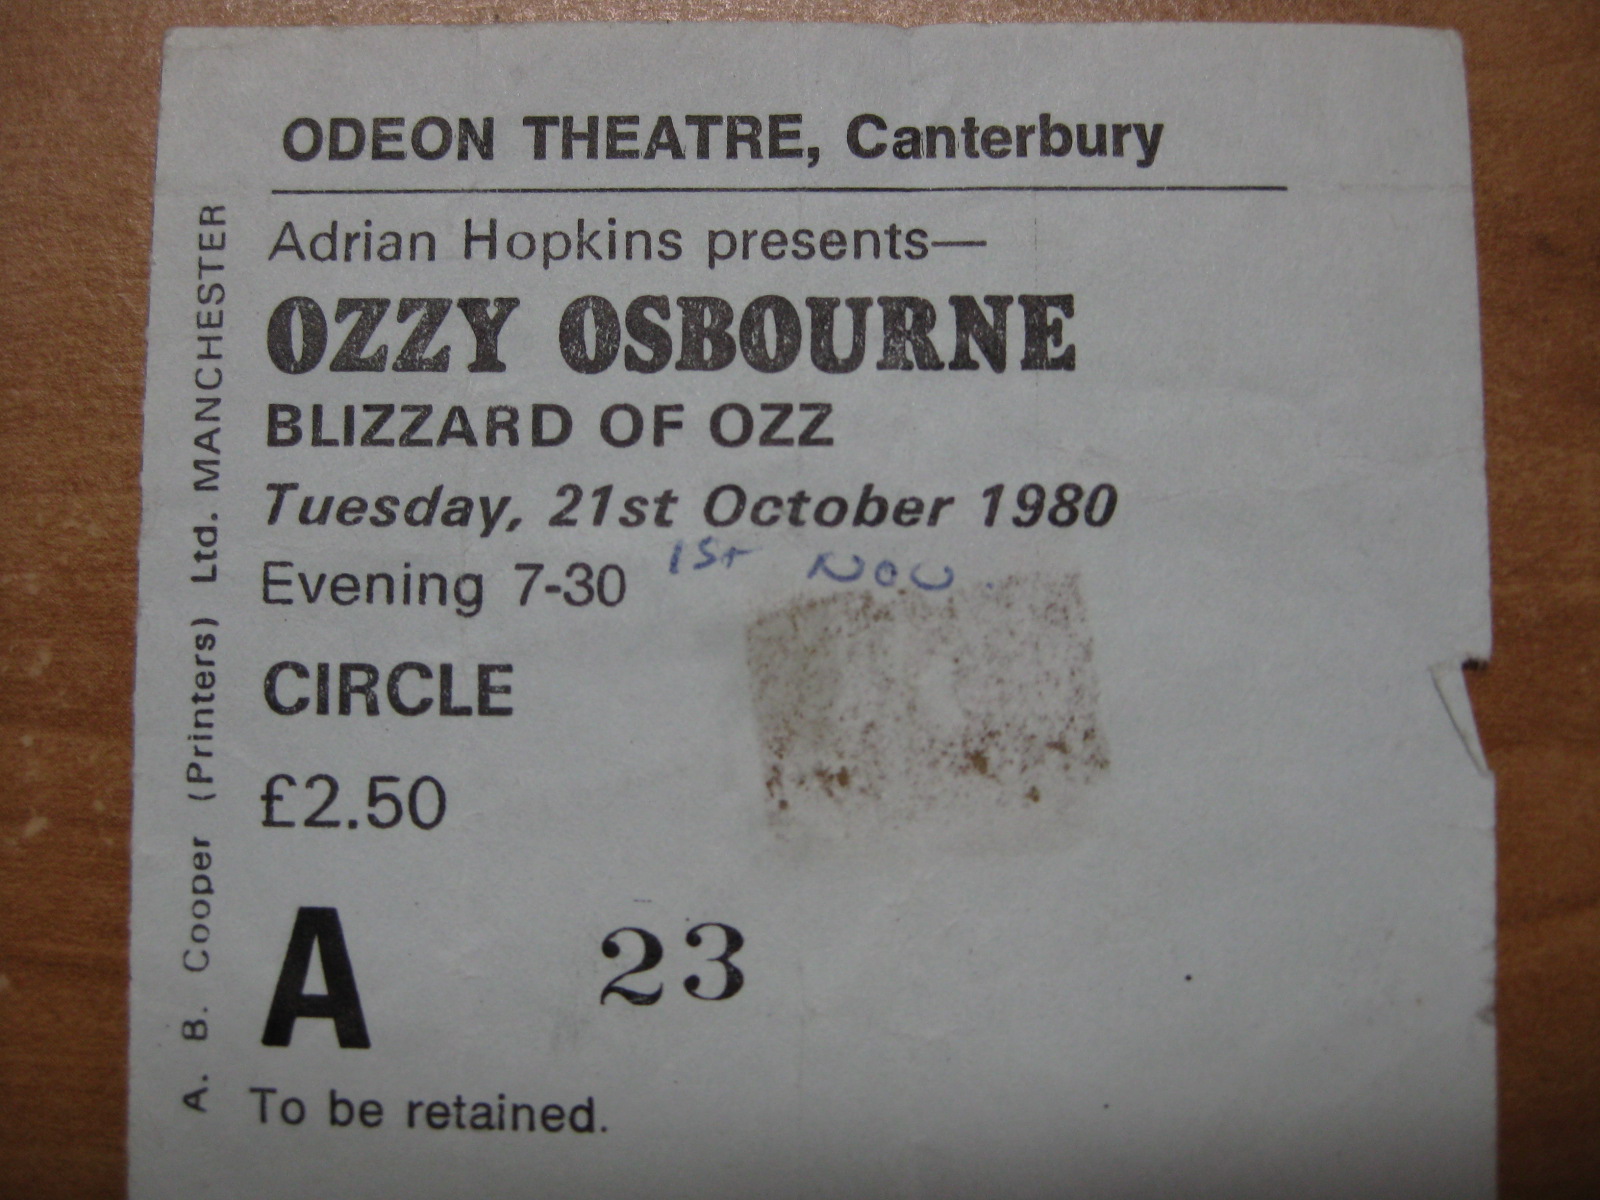 ODEON THEATRE, Canterbury
Adrian Hopkins presents—
OZZY OSBOURNE
BLIZZARD OF OZZ
Tuesday, 21st October 1980
1st Nov.
Evening 7-30
CIRCLE
£2.50
A 23
To be retained.
A. B. Cooper (Printers) Ltd. MANCHESTER